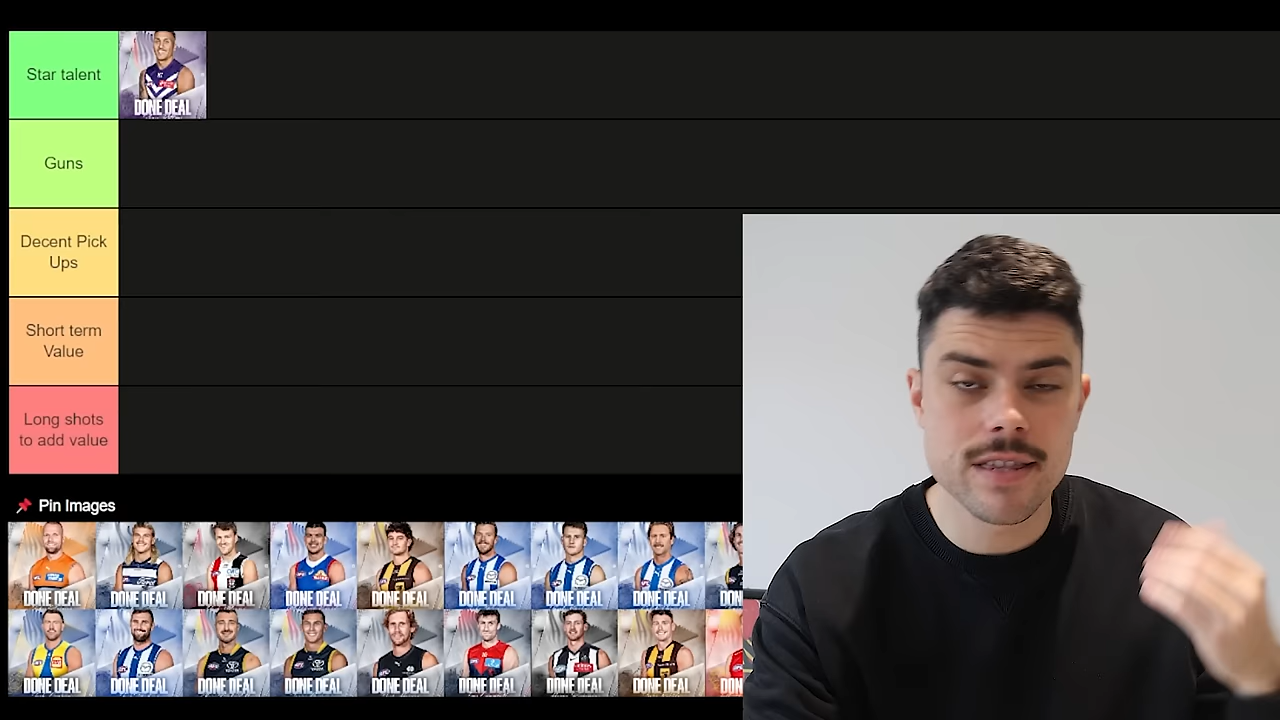 Star talent
DONE DEAL
Guns
Decent Pick
Ups
Short term
Value
Long shots
to add value
Pin Images
DONE DEAL DONE DEAL DONE DEAL DONE DEAL DONE DEAL DONE DEAL DONE DEAL DONE DEAL DON
DONE DEAL DONE DEAL DONE DEAL DONE DEAL DONE DEAL DONE DEAL DONE DEAL DONE DEAL DON